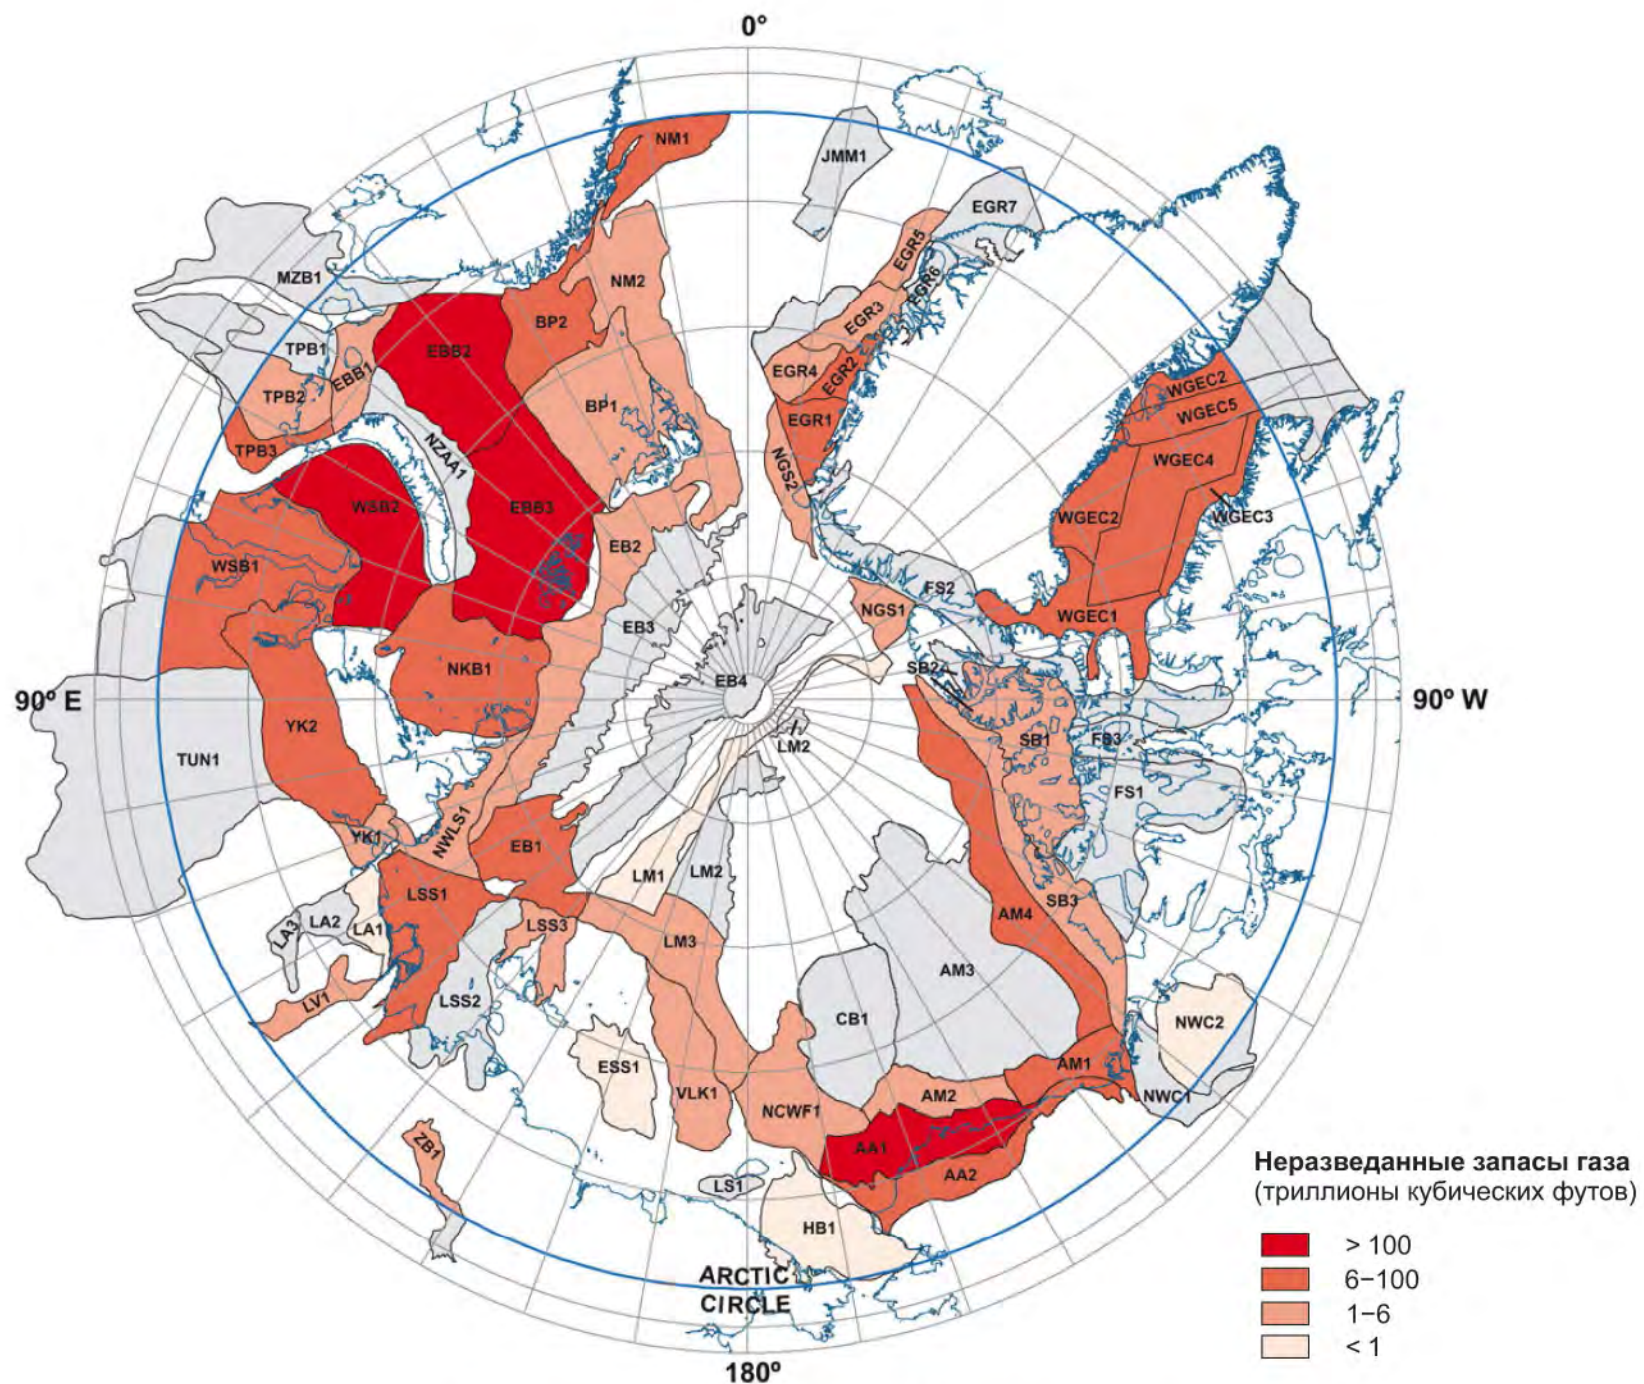 0°
NM1
JMM1
EGR7
EGR5
MZB1
NM2
EGR6
BP2
EGR3
TPB1
EBB2
EBB1
EGR4
EGR2
WGEC2
TPB2
BP1
EGR1
WGEC5
TPB3
NZAA1
NGS2
WGEC4
WSB2
EBB3
WGEC2
WGEC3
EB2
WSB1
FS2
NGS1
WGEC1
EB3
NKB1
SB2
EB4
90° E
90° W
YK2
TUN1
SB1
FS3
LM2
FS1
YK1
NWLS1
EB1
LM1
LM2
LSS1
SB3
LA3
LA2
LA1
LSS3
AM4
LM3
AM3
LV1
LSS2
CB1
NWC2
ESS1
AM1
VLK1
AM2
NWC1
NCWF1
ZB1
AA1
AA2
LS1
HB1
ARCTIC
CIRCLE
180°
Неразведанные запасы газа
(триллионы кубических футов)
> 100
6–100
1–6
< 1